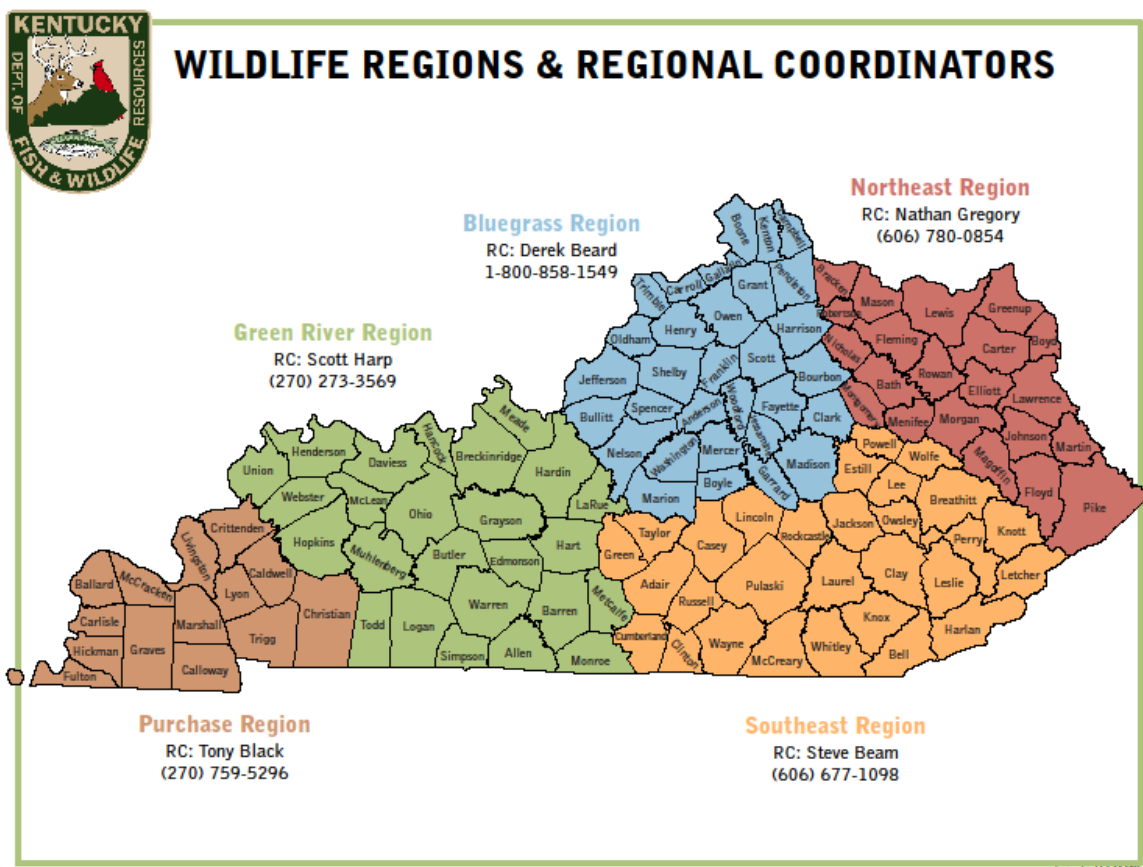 KENTUCKY
DEPT. OF
RESOURCES
FISH & WILDLIFE
WILDLIFE REGIONS & REGIONAL COORDINATORS
Northeast Region
RC: Nathan Gregory
(606) 780-0854
Bluegrass Region
RC: Derek Beard
1-800-858-1549
Green River Region
RC: Scott Harp
(270) 273-3569
Boone
Kenton
Campbell
Gallatin
Carroll
Trimble
Grant
Pendleton
Owen
Henry
Oldham
Harrison
Scott
Franklin
Shelby
Jefferson
Bourbon
Bullitt
Spencer
Anderson
Woodford
Fayette
Clark
Jessamine
Nelson
Washington
Mercer
Madison
Garrard
Boyle
Marion
Bracken
Mason
Robertson
Lewis
Greenup
Fleming
Nicholas
Carter
Boyd
Rowan
Bath
Elliott
Lawrence
Montgomery
Menifee
Morgan
Johnson
Martin
Magoffin
Floyd
Pike
Meade
Hancock
Breckinridge
Hardin
Henderson
Daviess
Union
Webster
McLean
Ohio
Grayson
LaRue
Hopkins
Muhlenberg
Butler
Edmonson
Hart
Warren
Barren
Metcalfe
Todd
Logan
Simpson
Allen
Monroe
Crittenden
Livingston
Caldwell
Lyon
Christian
Trigg
Ballard
McCracken
Carlisle
Marshall
Hickman
Graves
Calloway
Fulton
Powell
Wolfe
Estill
Lee
Breathitt
Lincoln
Rockcastle
Jackson
Owsley
Knott
Perry
Taylor
Green
Casey
Adair
Pulaski
Laurel
Clay
Leslie
Letcher
Russell
Knox
Harlan
Cumberland
Clinton
Wayne
McCreary
Whitley
Bell
Purchase Region
RC: Tony Black
(270) 759-5296
Southeast Region
RC: Steve Beam
(606) 677-1098